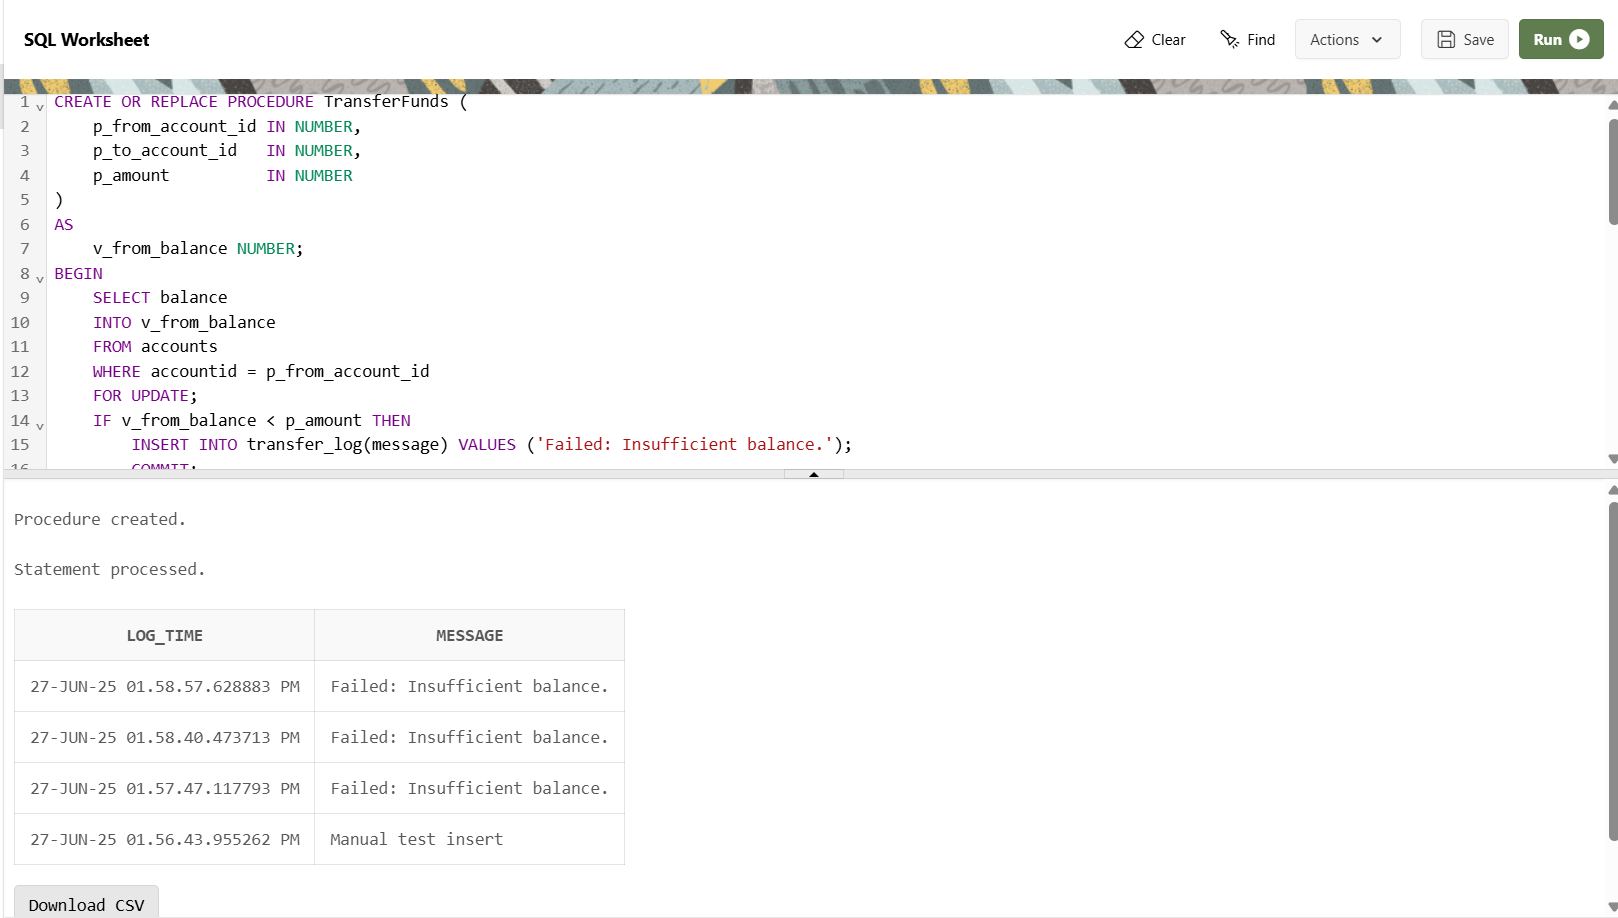 SQL Worksheet
Clear
Find
Actions
Save
Run
1 CREATE OR REPLACE PROCEDURE TransferFunds (
2     p_from_account_id IN NUMBER,
3     p_to_account_id   IN NUMBER,
4     p_amount          IN NUMBER
5 )
6 AS
7     v_from_balance NUMBER;
8 BEGIN
9     SELECT balance
10     INTO v_from_balance
11     FROM accounts
12     WHERE accountid = p_from_account_id
13     FOR UPDATE;
14     IF v_from_balance < p_amount THEN
15         INSERT INTO transfer_log(message) VALUES ('Failed: Insufficient balance.');
16         COMMIT;
Procedure created.
Statement processed.
LOG_TIME MESSAGE
27-JUN-25 01.58.57.628883 PM Failed: Insufficient balance.
27-JUN-25 01.58.40.473713 PM Failed: Insufficient balance.
27-JUN-25 01.57.47.117793 PM Failed: Insufficient balance.
27-JUN-25 01.56.43.955262 PM Manual test insert
Download CSV